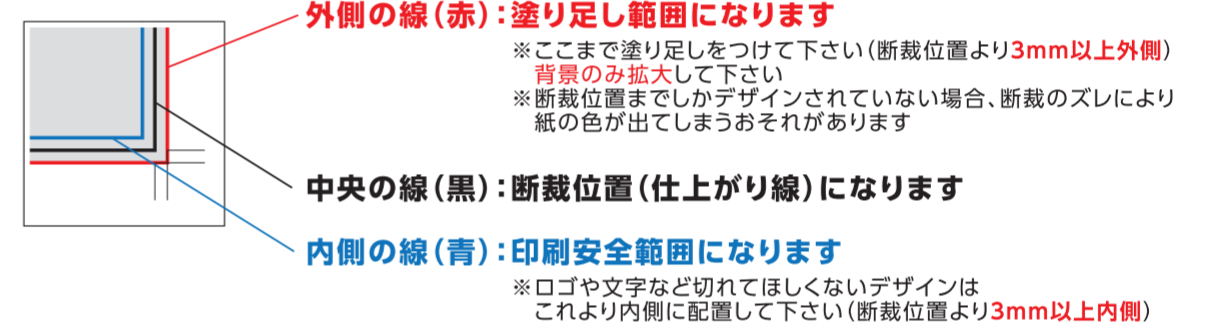 外側の線（赤）：塗り足し範囲になります
※ここまで塗り足しをつけて下さい（断裁位置より3mm以上外側）
背景のみ拡大して下さい
※断裁位置までしかデザインされていない場合、断裁のズレにより
紙の色が出てしまうおそれがあります
中央の線（黒）：断裁位置（仕上がり線）になります
内側の線（青）：印刷安全範囲になります
※ロゴや文字など切れてほしくないデザインは
これより内側に配置して下さい（断裁位置より3mm以上内側）